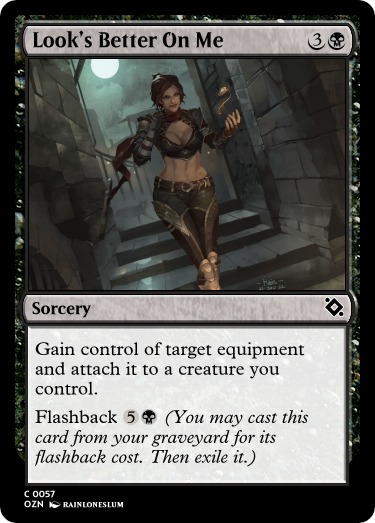 Look's Better On Me 3
Sorcery
Gain control of target equipment
and attach it to a creature you
control.
Flashback 5 (You may cast this
card from your graveyard for its
flashback cost. Then exile it.)
C 0057
OZN RAINLONESLUM